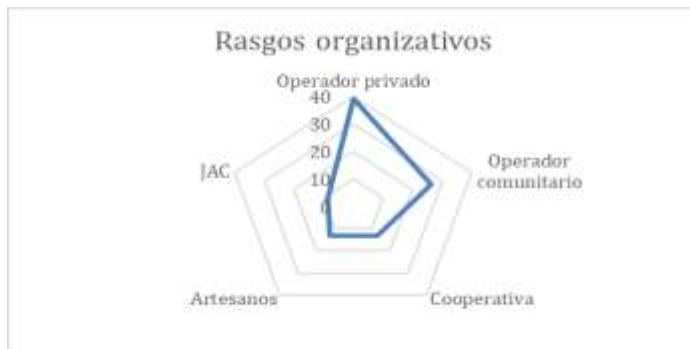 Rasgos organizativos
Operador privado
40
30
20
10
0
Operador
comunitario
Cooperativa
Artesanos
JAC